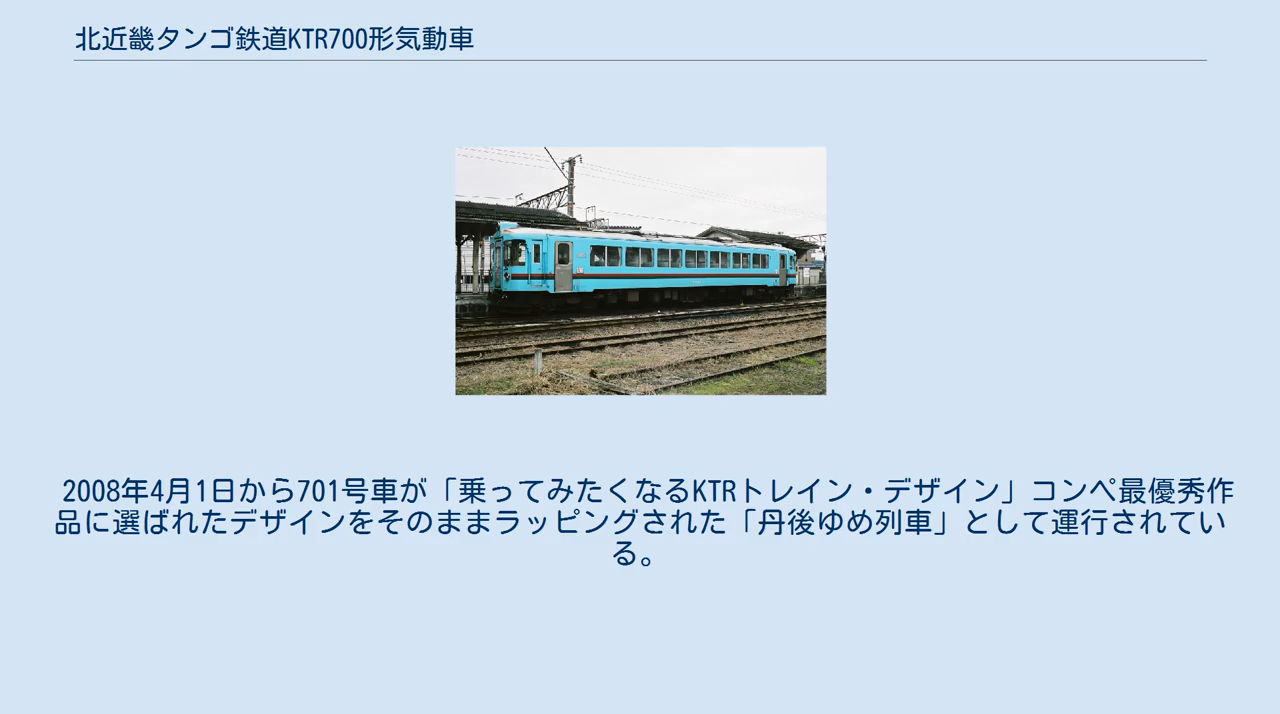 北近畿タンゴ鉄道KTR700形気動車
2008年4月1日から701号車が「乗ってみたくなるKTRトレイン・デザイン」コンペ最優秀作
品に選ばれたデザインをそのままラッピングされた「丹後ゆめ列車」として運行されてい
る。